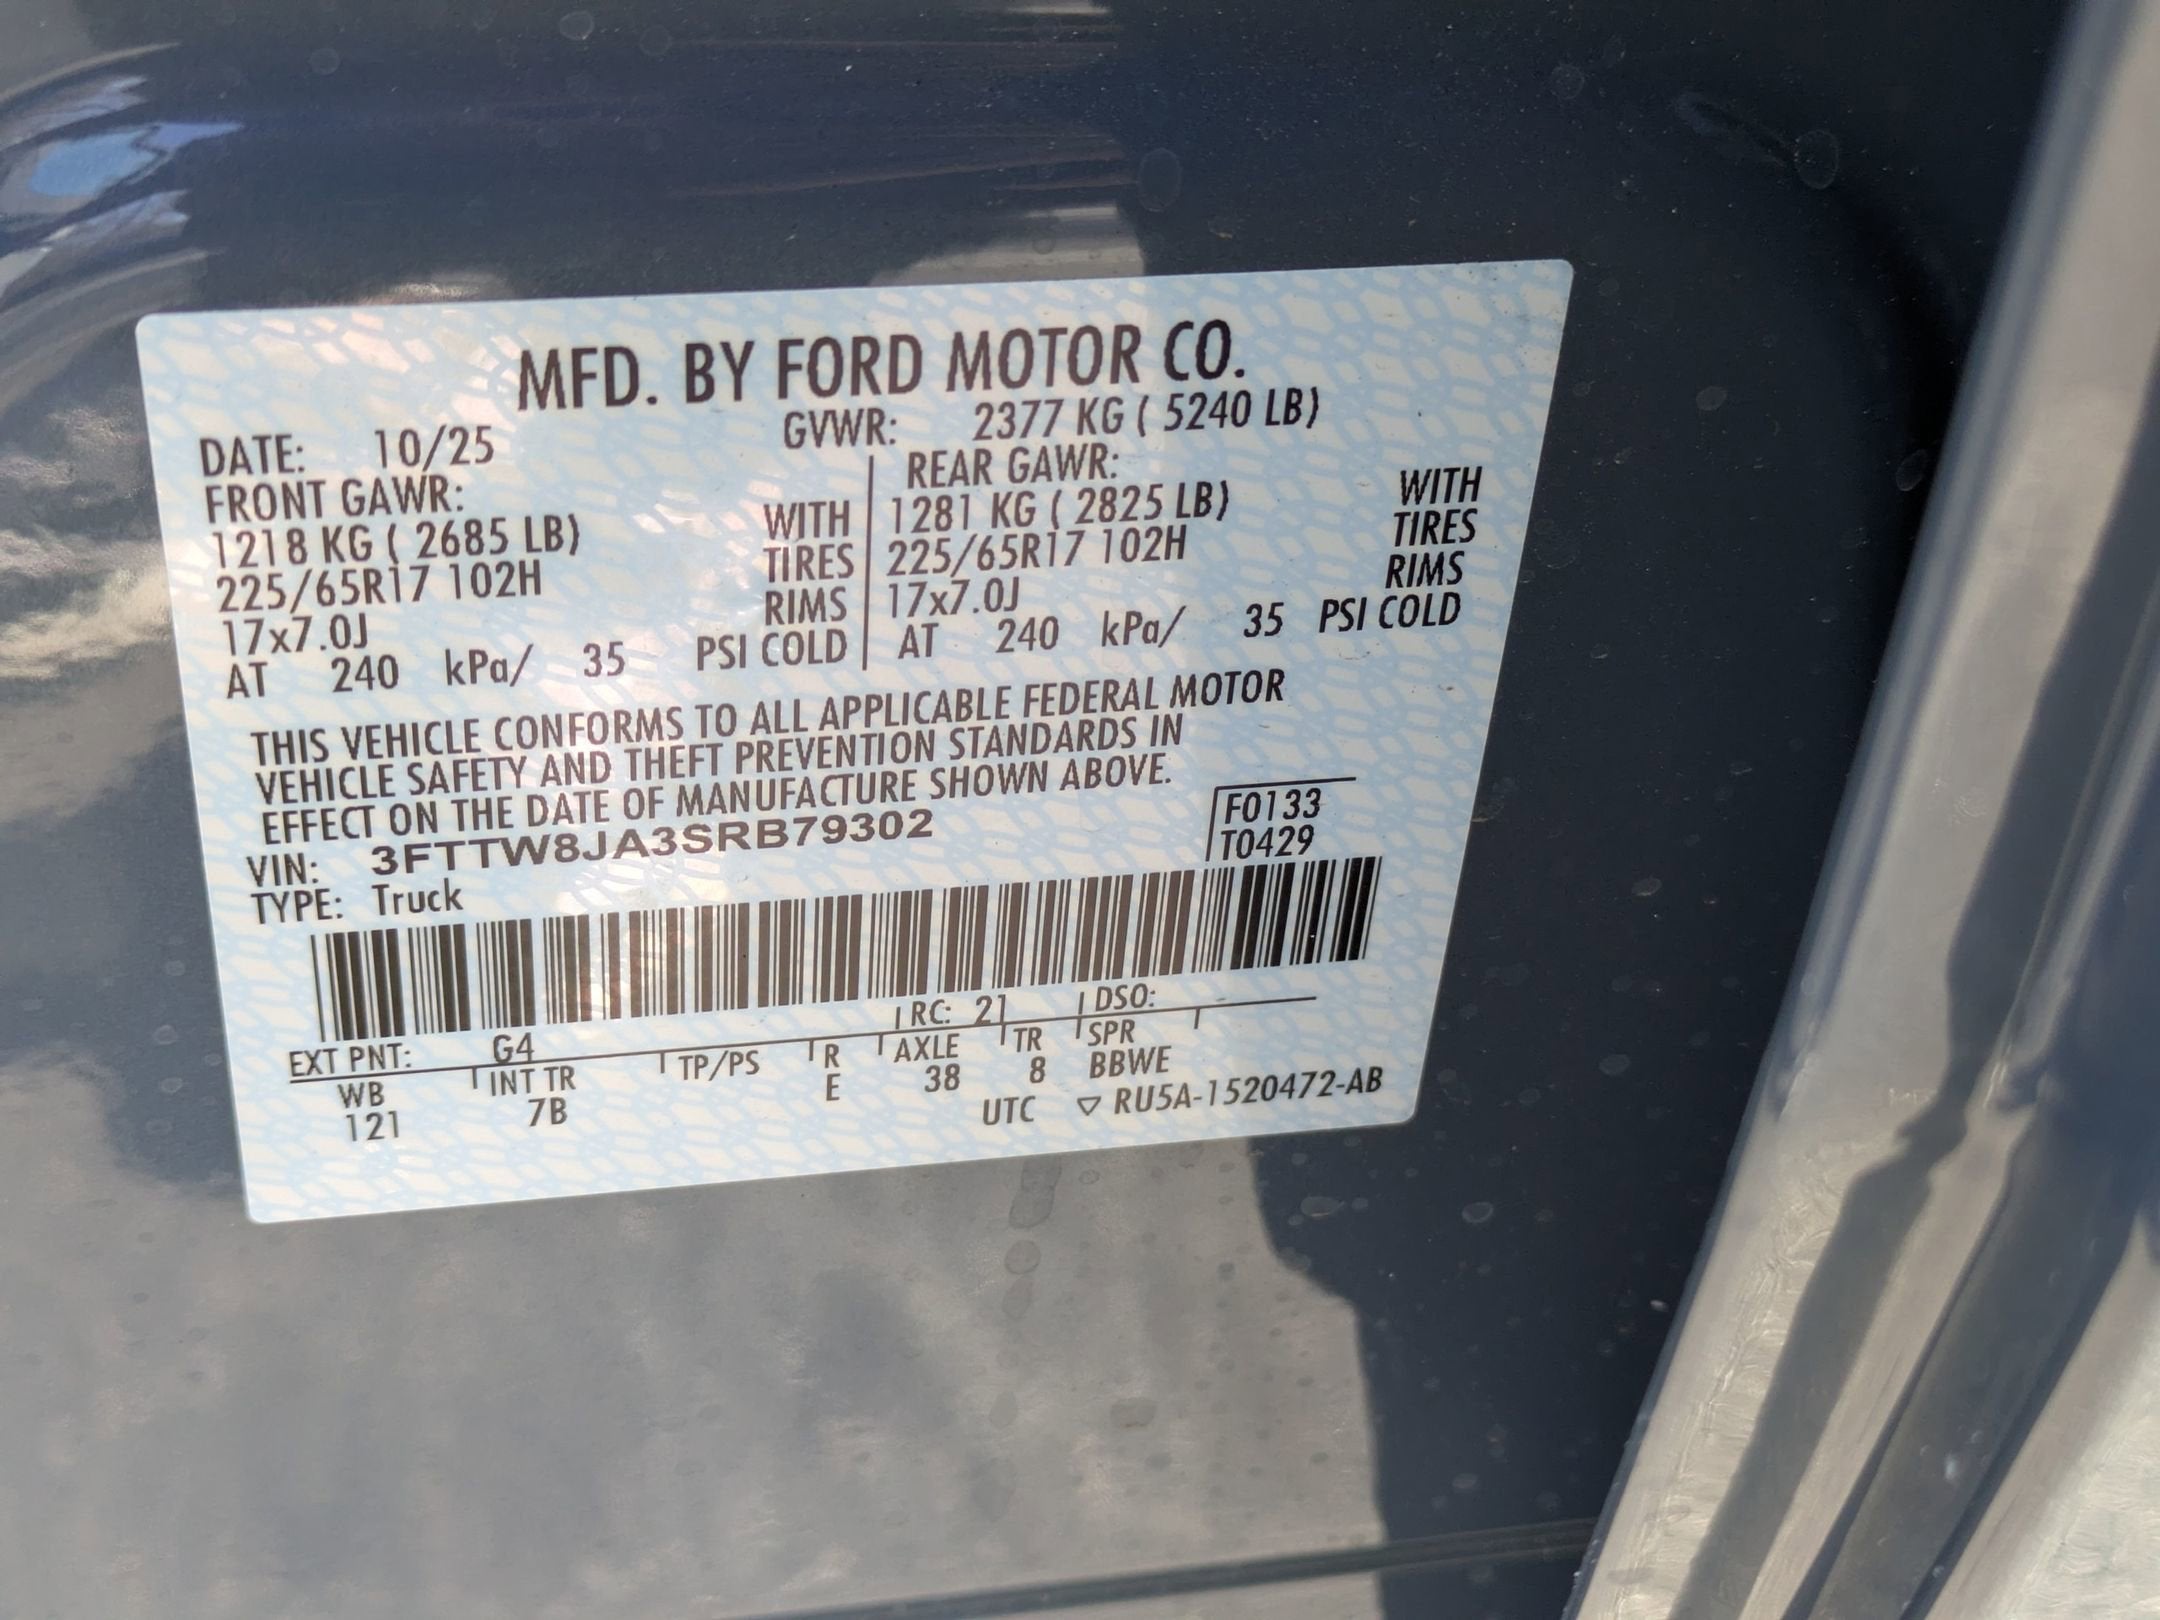 MFD. BY FORD MOTOR CO.
DATE: 10/25 GVWR: 2377 KG ( 5240 LB)
FRONT GAWR: REAR GAWR:
1218 KG ( 2685 LB) WITH 1281 KG ( 2825 LB) WITH
225/65R17 102H TIRES 225/65R17 102H TIRES
17x7.0J RIMS 17x7.0J RIMS
AT 240 kPa/ 35 PSI COLD AT 240 kPa/ 35 PSI COLD
THIS VEHICLE CONFORMS TO ALL APPLICABLE FEDERAL MOTOR
VEHICLE SAFETY AND THEFT PREVENTION STANDARDS IN
EFFECT ON THE DATE OF MANUFACTURE SHOWN ABOVE.
VIN: 3FTTW8JA3SRB79302 F0133
TYPE: Truck T0429
EXT PNT: G4 RC: 21 DSO:
WB INT TR TP/PS R AXLE TR SPR
121 7B E 38 8 BBWE
UTC ▽ RU5A-1520472-AB